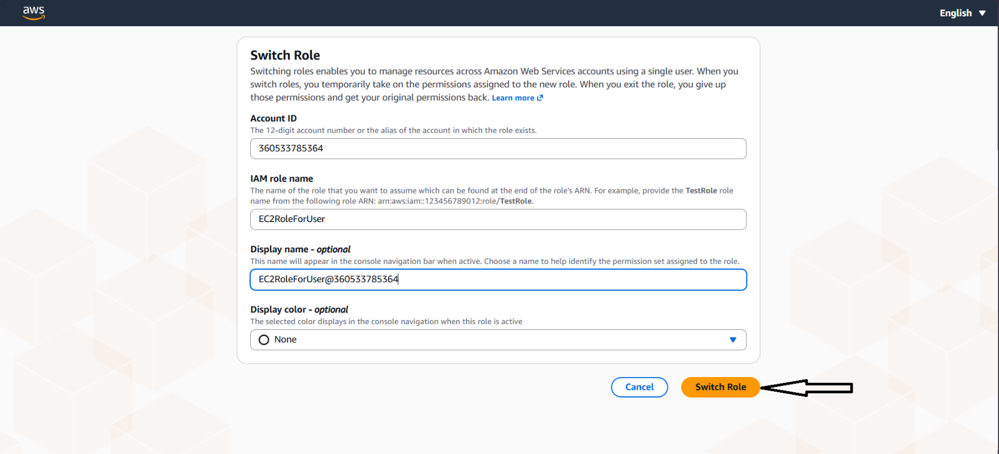 aws
English
Switch Role
Switching roles enables you to manage resources across Amazon Web Services accounts using a single user. When you
switch roles, you temporarily take on the permissions assigned to the new role. When you exit the role, you give up
those permissions and get your original permissions back. Learn more
Account ID
The 12-digit account number or the alias of the account in which the role exists.
360533785364
IAM role name
The name of the role that you want to assume which can be found at the end of the role's ARN. For example, provide the TestRole role
name from the following role ARN: arn:aws:iam::123456789012:role/TestRole.
EC2RoleForUser
Display name - optional
This name will appear in the console navigation bar when active. Choose a name to help identify the permission set assigned to the role.
EC2RoleForUser@360533785364
Display color - optional
The selected color displays in the console navigation when this role is active
None
Cancel
Switch Role